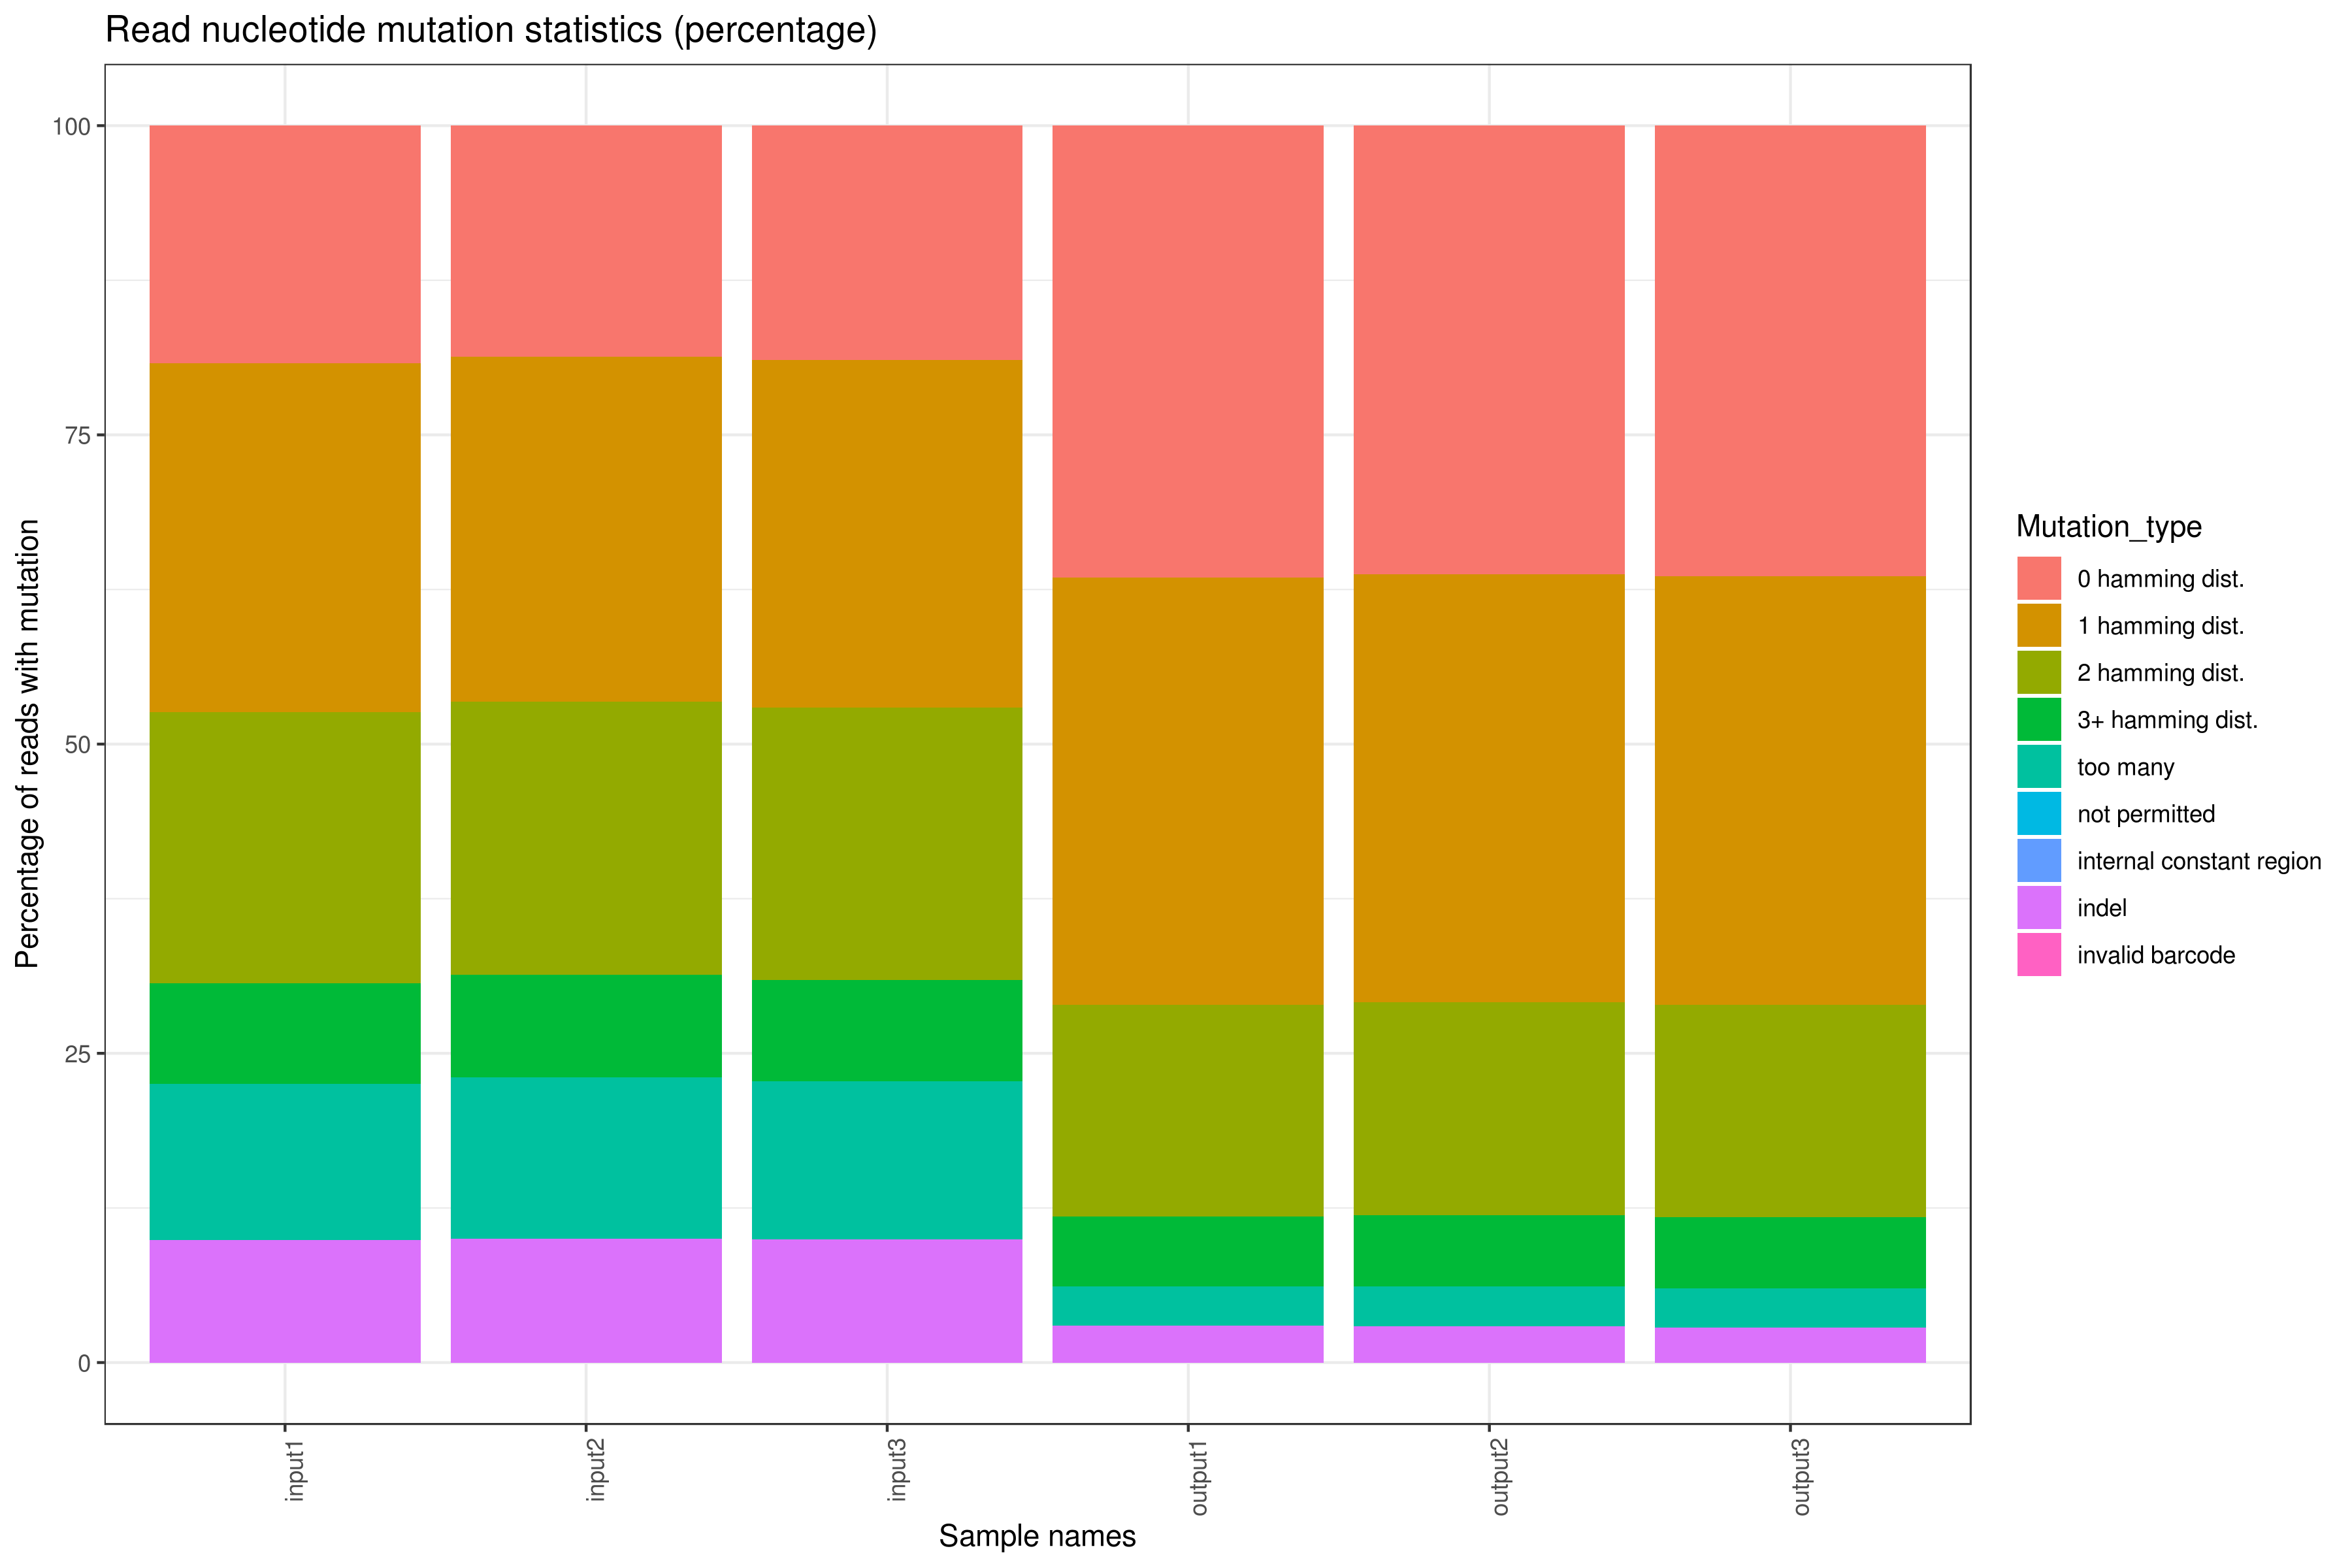 Read nucleotide mutation statistics (percentage)
Percentage of reads with mutation
100
75
50
25
0
input1
input2
input3
output1
output2
output3
Sample names
Mutation_type
0 hamming dist.
1 hamming dist.
2 hamming dist.
3+ hamming dist.
too many
not permitted
internal constant region
indel
invalid barcode